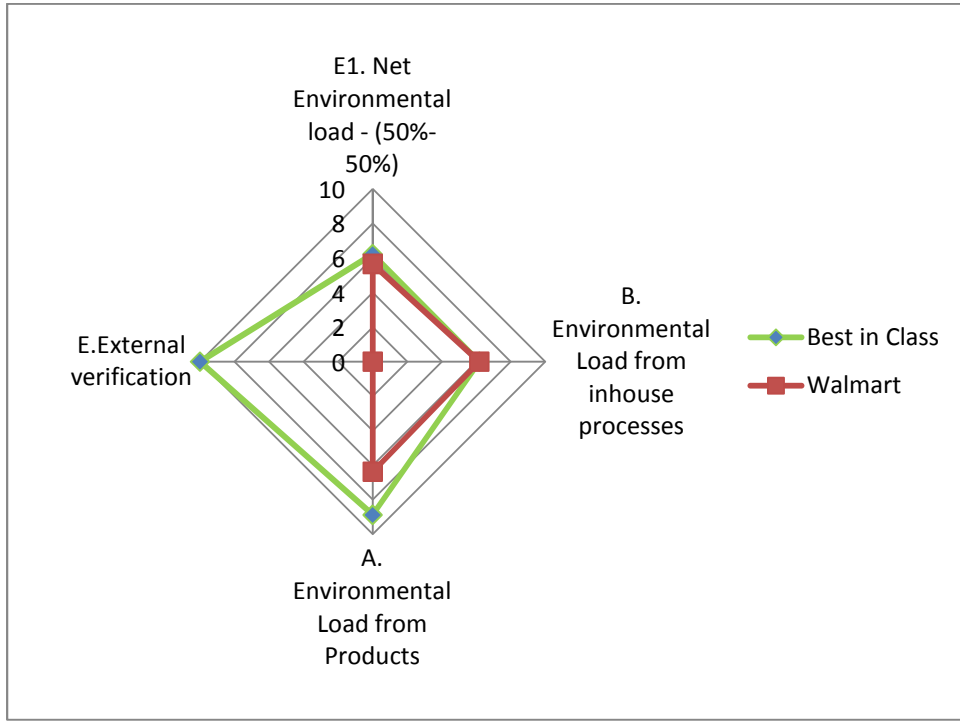 E1. Net
Environmental
load - (50%-
50%)
10
8
6
4
2
0
B.
Environmental
Load from
inhouse
processes
E.External
verification
A.
Environmental
Load from
Products
Best in Class
Walmart